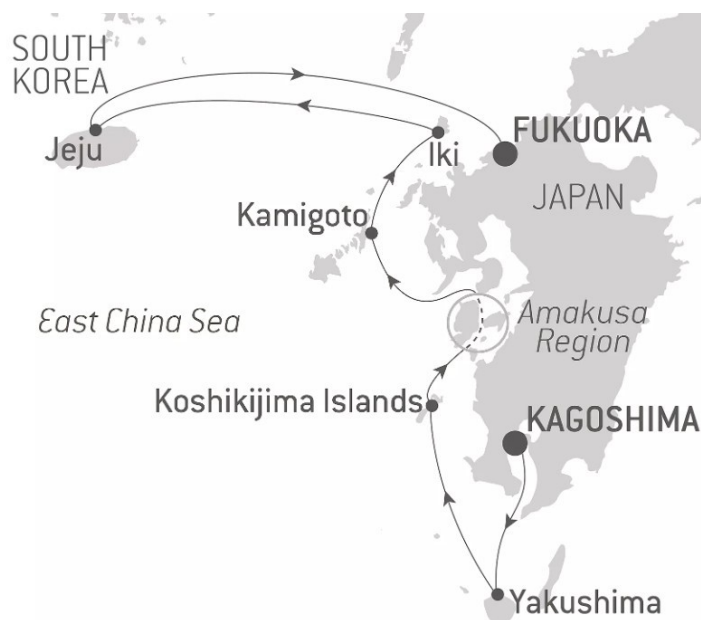 SOUTH
KOREA
Jeju
Iki
FUKUOKA
JAPAN
Kamigoto
East China Sea
Amakusa
Region
Koshikijima Islands
KAGOSHIMA
Yakushima